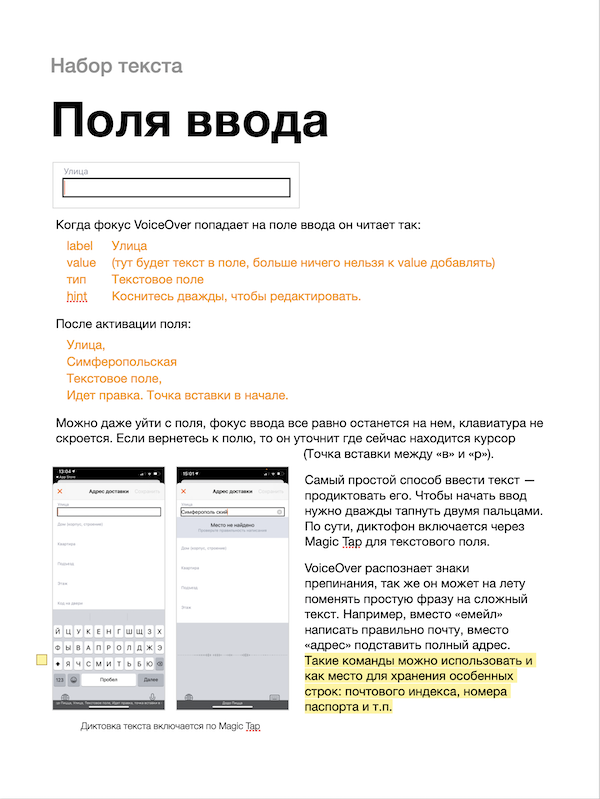 Набор текста
Поля ввода
Улица
Когда фокус VoiceOver попадает на поле ввода он читает так:
label Улица
value (тут будет текст в поле, больше ничего нельзя к value добавлять)
тип Текстовое поле
hint Коснитесь дважды, чтобы редактировать.
После активации поля:
Улица,
Симферопольская
Текстовое поле,
Идет правка. Точка вставки в начале.
Можно даже уйти с поля, фокус ввода все равно останется на нем, клавиатура не
скроется. Если вернетесь к полю, то он уточнит где сейчас находится курсор
(Точка вставки между «в» и «р»).
13:04
App Store
Адрес доставки Сохранить
Улица
Дом (корпус, строение)
Квартира
Подъезд
Этаж
Код на двери
Й Ц У К Е Н Г Ш Щ З Х
Ф Ы В А П Р О Л Д Ж Э
Я Ч С М И Т Ь Б Ю
123 Пробел Далее
15:01
Адрес доставки Сохранить
Улица
Симферополь ский
Место не найдено
Дом (корпус, строение)
Квартира
Подъезд
Этаж
Диктовка текста включается по Magic Tap
Самый простой способ ввести текст —
продиктовать его. Чтобы начать ввод
нужно дважды тапнуть двумя пальцами.
По сути, диктофон включается через
Magic Tap для текстового поля.
VoiceOver распознает знаки
препинания, так же он может на лету
поменять простую фразу на сложный
текст. Например, вместо «емейл»
написать правильно почту, вместо
«адрес» подставить полный адрес.
Такие команды можно использовать и
как место для хранения особенных
строк: почтового индекса, номера
паспорта и т.п.